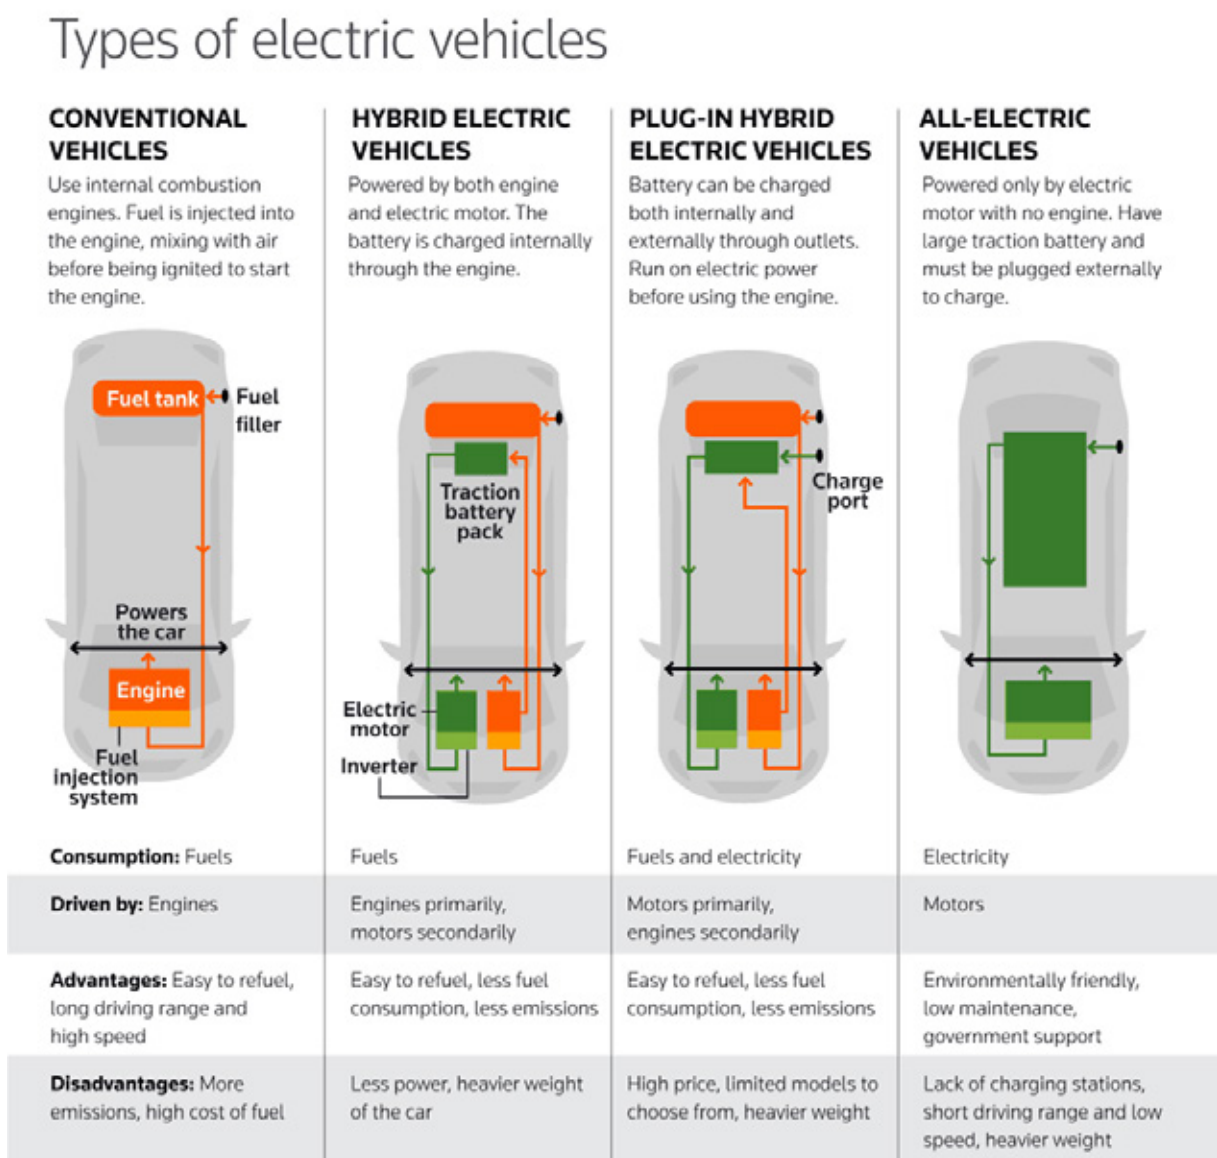 Types of electric vehicles
CONVENTIONAL
VEHICLES
Use internal combustion
engines. Fuel is injected into
the engine, mixing with air
before being ignited to start
the engine.
HYBRID ELECTRIC
VEHICLES
Powered by both engine
and electric motor. The
battery is charged internally
through the engine.
PLUG-IN HYBRID
ELECTRIC VEHICLES
Battery can be charged
both internally and
externally through outlets.
Run on electric power
before using the engine.
ALL-ELECTRIC
VEHICLES
Powered only by electric
motor with no engine. Have
large traction battery and
must be plugged externally
to charge.
Fuel tank
Fuel
filler
Powers
the car
Engine
Fuel
injection
system
Traction
battery
pack
Electric
motor
Inverter
Charge
port
Consumption: Fuels
Fuels
Fuels and electricity
Electricity
Driven by: Engines
Engines primarily,
motors secondarily
Motors primarily,
engines secondarily
Motors
Advantages: Easy to refuel,
long driving range and
high speed
Easy to refuel, less fuel
consumption, less emissions
Easy to refuel, less fuel
consumption, less emissions
Environmentally friendly,
low maintenance,
government support
Disadvantages: More
emissions, high cost of fuel
Less power, heavier weight
of the car
High price, limited models to
choose from, heavier weight
Lack of charging stations,
short driving range and low
speed, heavier weight